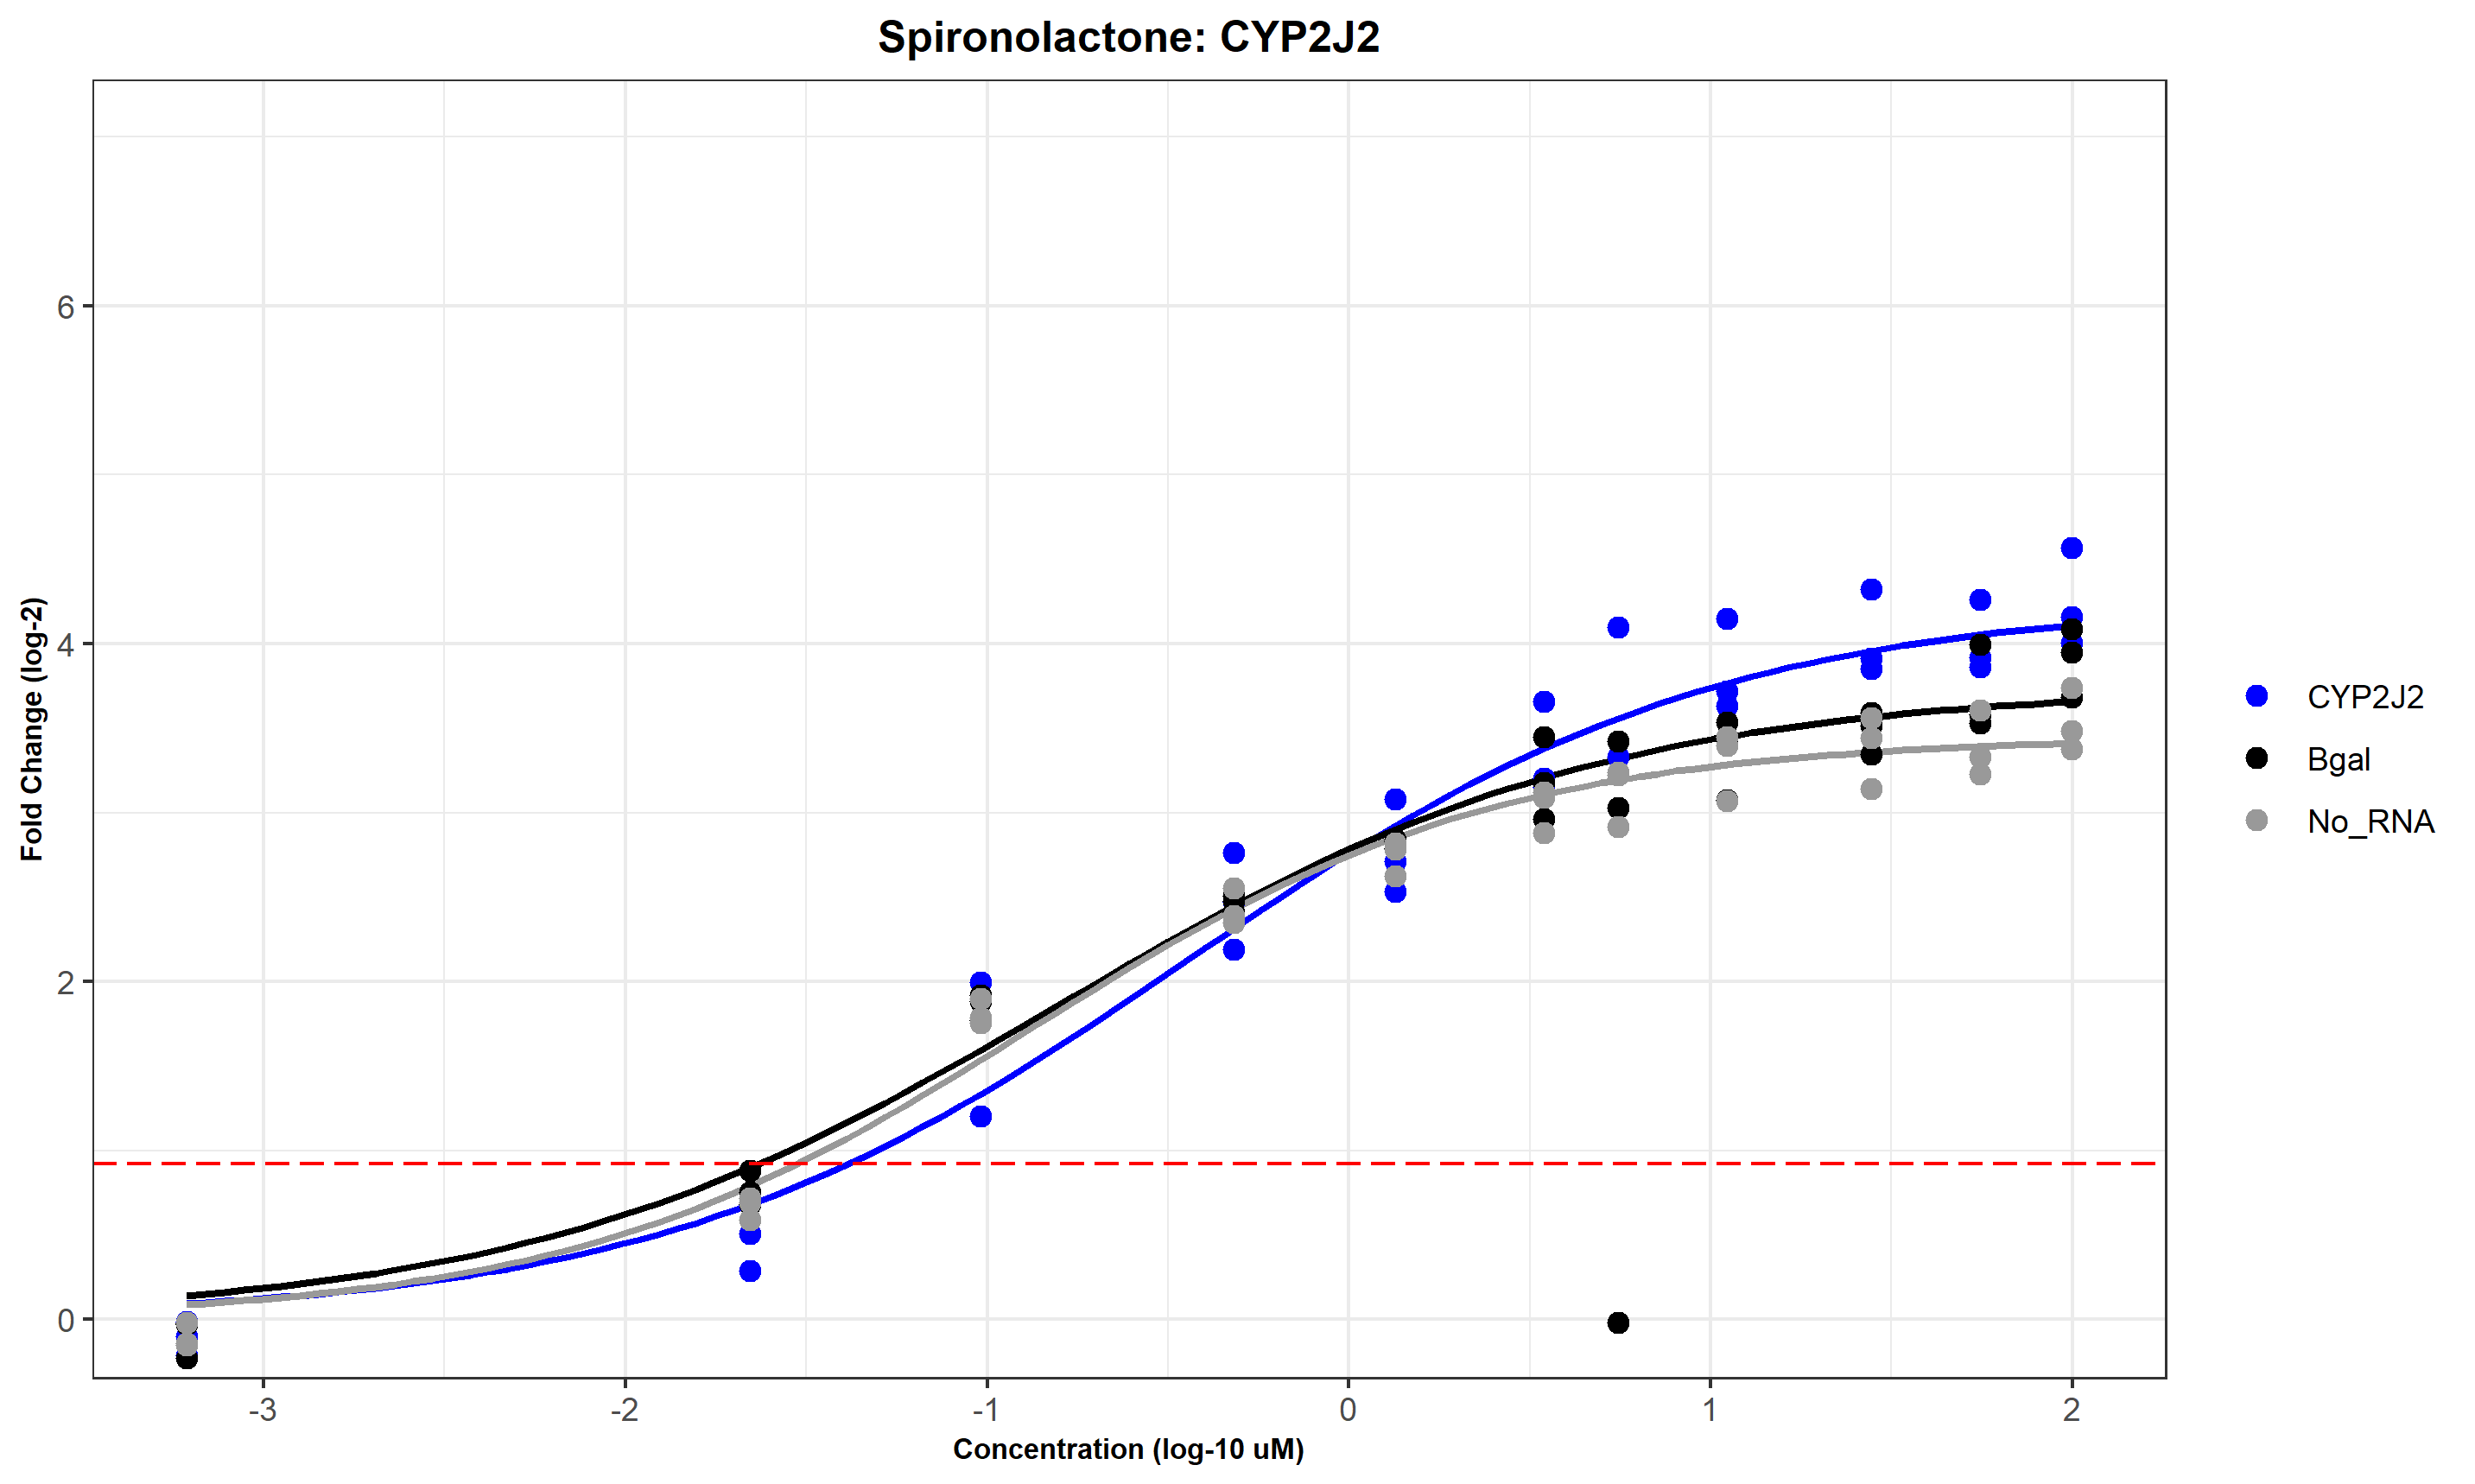 Spironolactone: CYP2J2
Fold Change (log-2)
6
4
2
0
-3
-2
-1
0
1
2
Concentration (log-10 uM)
CYP2J2
Bgal
No_RNA